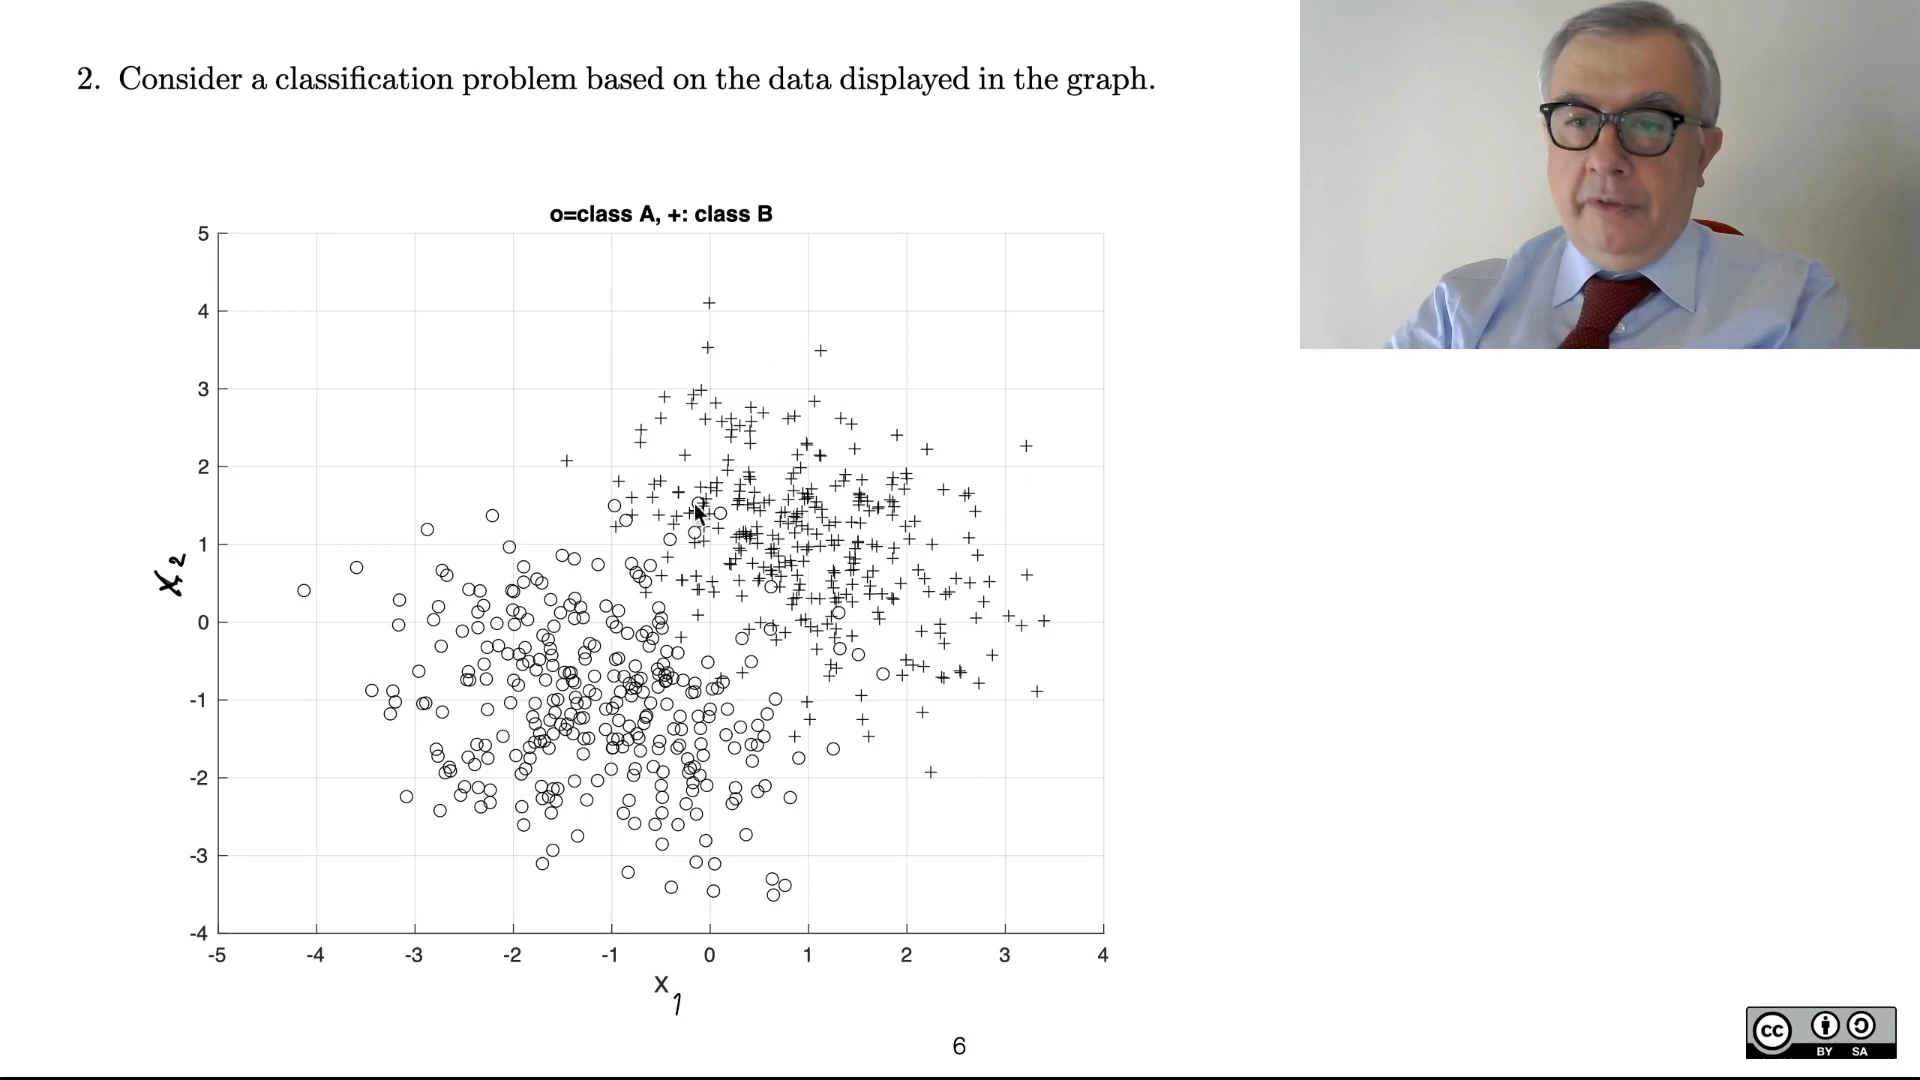 2. Consider a classification problem based on the data displayed in the graph.
o=class A, +: class B
5
4
3
2
1
0
-1
-2
-3
-4
x2
-5 -4 -3 -2 -1 0 1 2 3 4
x1
6
cc
BY SA